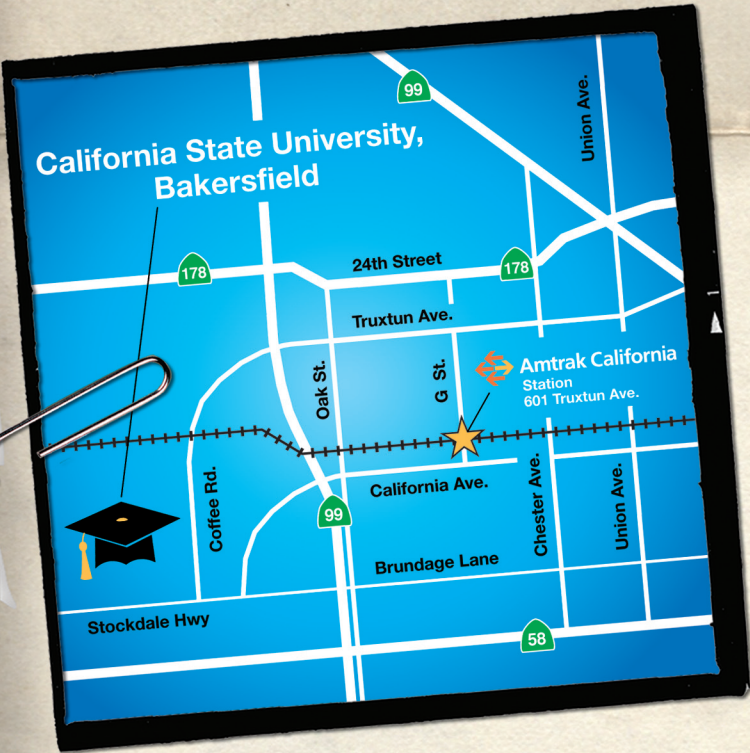 99
Union Ave.
California State University,
Bakersfield
178
24th Street
178
Truxtun Ave.
Oak St.
G St.
Amtrak California
Station
601 Truxtun Ave.
Coffee Rd.
99
California Ave.
Chester Ave.
Union Ave.
Brundage Lane
Stockdale Hwy
58
1